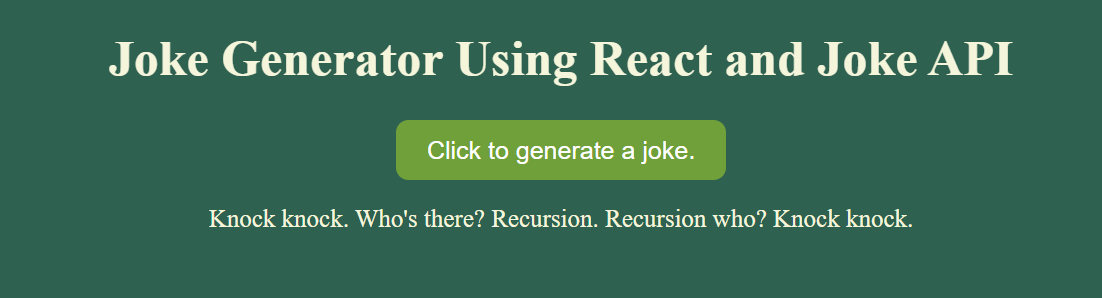 Joke Generator Using React and Joke API
Click to generate a joke.
Knock knock. Who's there? Recursion. Recursion who? Knock knock.